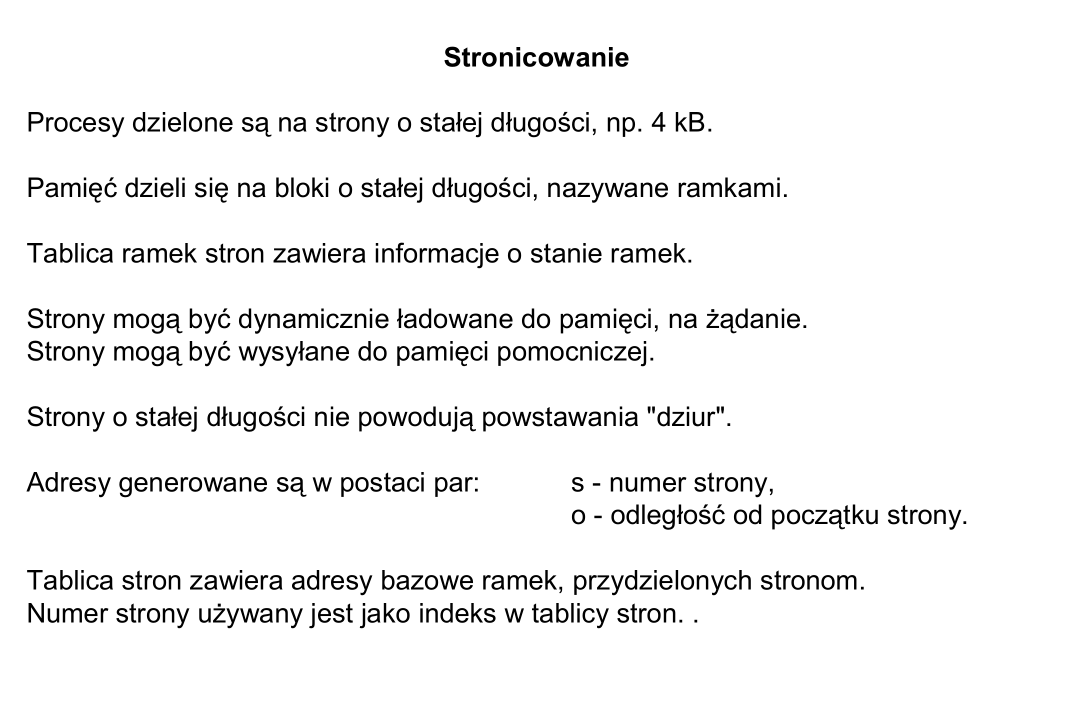 Stronicowanie
Procesy dzielone są na strony o stałej długości, np. 4 kB.
Pamięć dzieli się na bloki o stałej długości, nazywane ramkami.
Tablica ramek stron zawiera informacje o stanie ramek.
Strony mogą być dynamicznie ładowane do pamięci, na żądanie.
Strony mogą być wysyłane do pamięci pomocniczej.
Strony o stałej długości nie powodują powstawania "dziur".
Adresy generowane są w postaci par: s - numer strony,
o - odległość od początku strony.
Tablica stron zawiera adresy bazowe ramek, przydzielonych stronom.
Numer strony używany jest jako indeks w tablicy stron. .